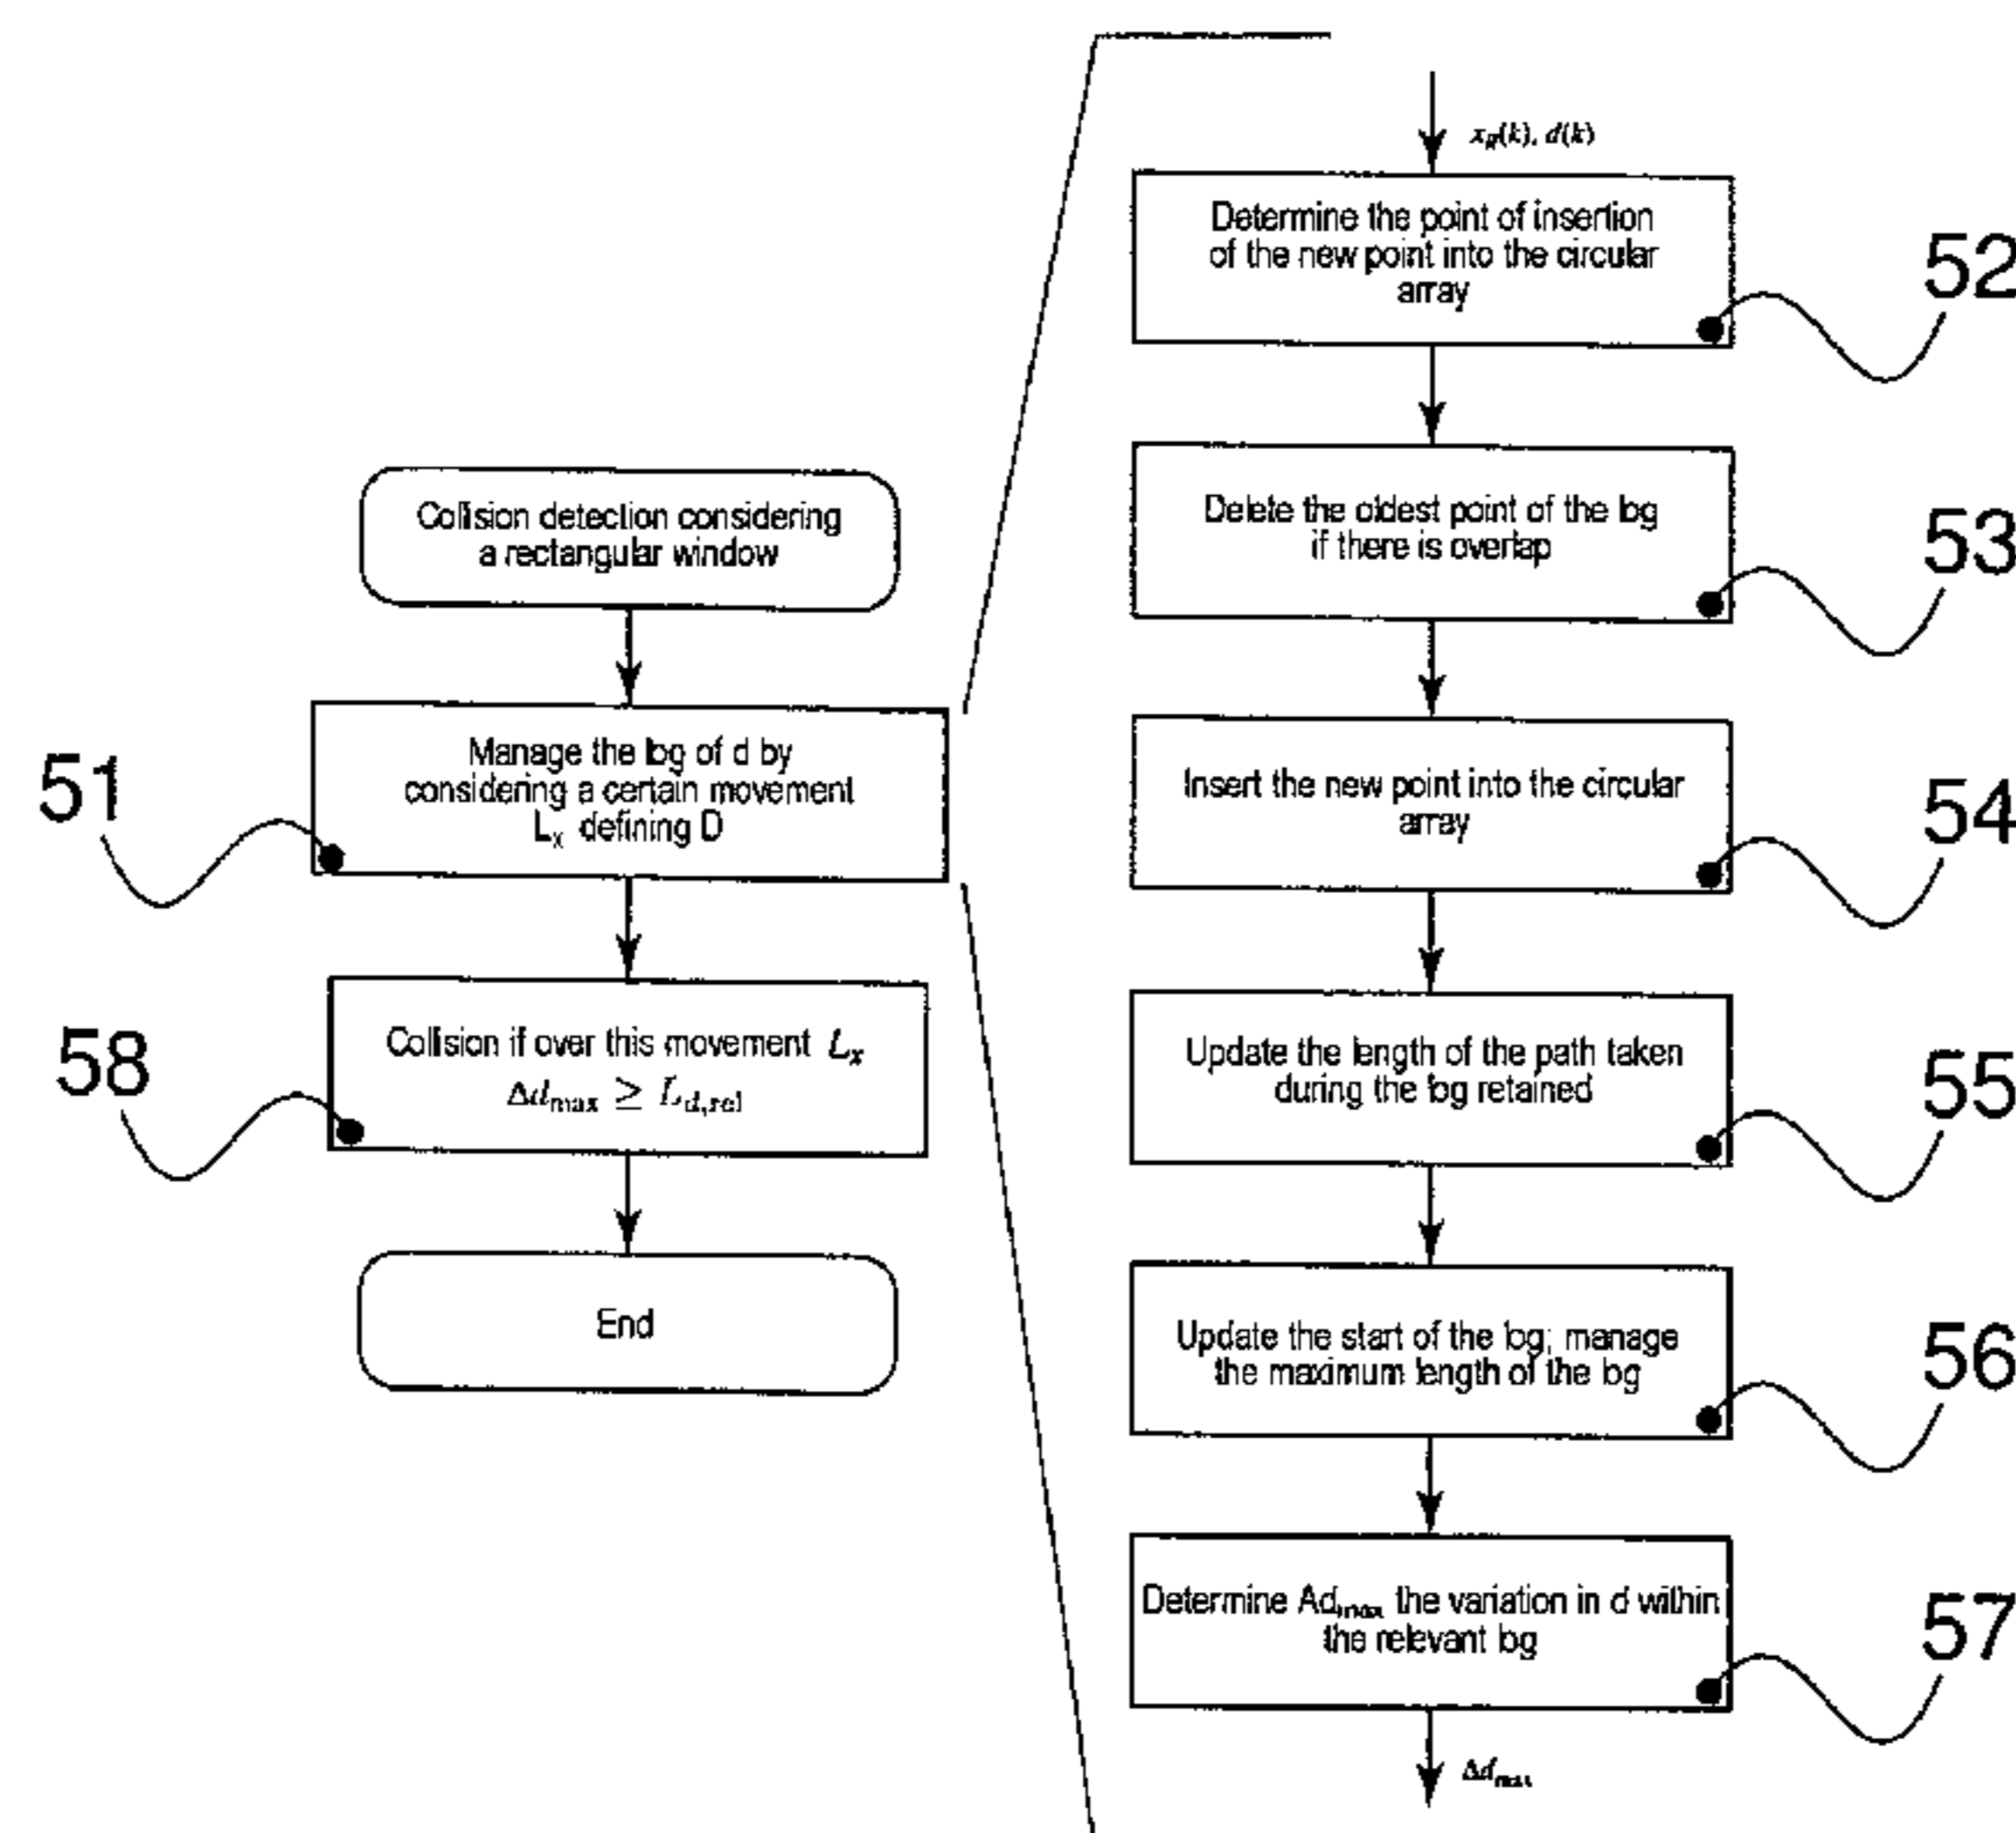 Collision detection considering
a rectangular window
51
Manage the log of d by
considering a certain movement
Lx defining D
58
Collision if over this movement Lx
Δdmax ≥ Ld,rel
End
xg(k), d(k)
Determine the point of insertion
of the new point into the circular
array
52
Delete the oldest point of the log
if there is overlap
53
Insert the new point into the circular
array
54
Update the length of the path taken
during the log retained
55
Update the start of the log; manage
the maximum length of the log
56
Determine Admax the variation in d within
the relevant log
57
Δdmax